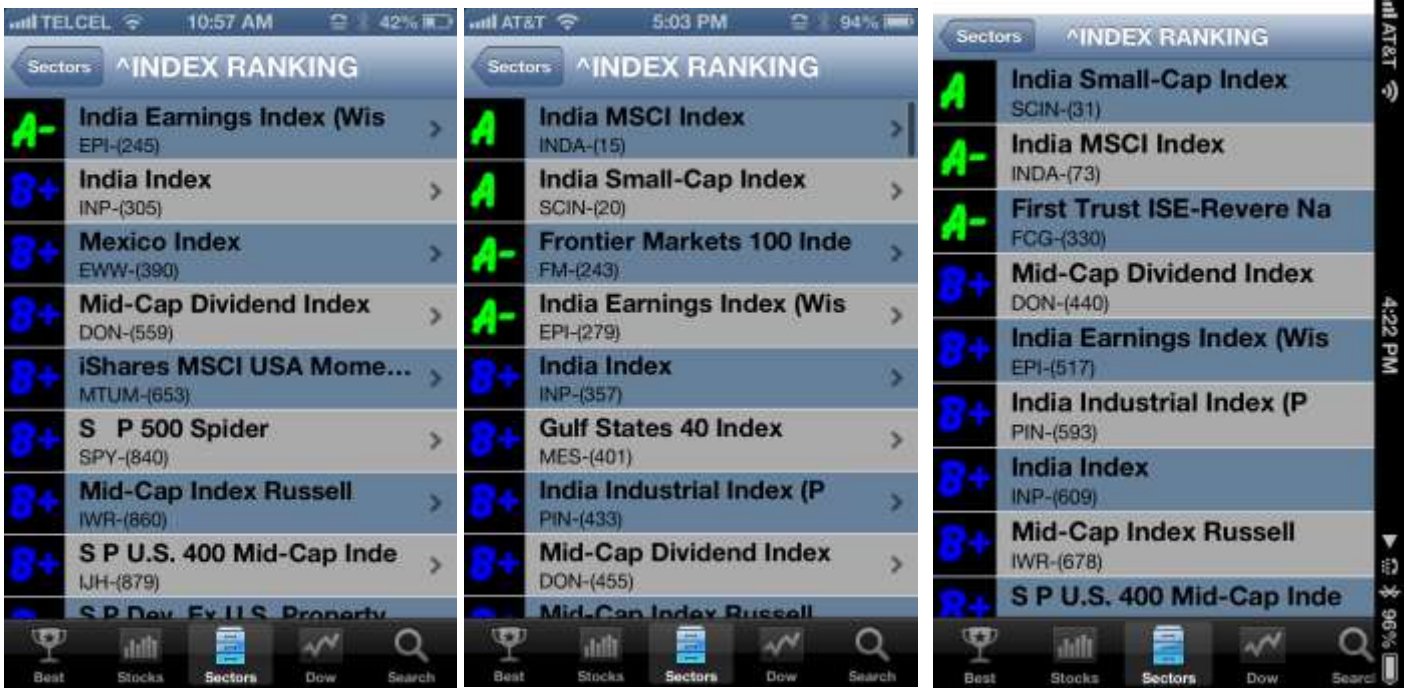 TELCEL 10:57 AM 42%
Sectors ^INDEX RANKING
A- India Earnings Index (Wis
EPI-(245)
B+ India Index
INP-(305)
B+ Mexico Index
EWW-(390)
B+ Mid-Cap Dividend Index
DON-(559)
B+ iShares MSCI USA Mome...
MTUM-(653)
B+ S P 500 Spider
SPY-(840)
B+ Mid-Cap Index Russell
IWR-(860)
B+ S P U.S. 400 Mid-Cap Inde
IJH-(879)
S P Dev. Ex U.S. Property
Best Stocks Sectors Dow Search
AT&T 5:03 PM 94%
Sectors ^INDEX RANKING
A India MSCI Index
INDA-(15)
A India Small-Cap Index
SCIN-(20)
A- Frontier Markets 100 Inde
FM-(243)
A- India Earnings Index (Wis
EPI-(279)
B+ India Index
INP-(357)
B+ Gulf States 40 Index
MES-(401)
B+ India Industrial Index (P
PIN-(433)
B+ Mid-Cap Dividend Index
DON-(455)
Mid-Cap Index Russell
Best Stocks Sectors Dow Search
Sectors ^INDEX RANKING
A India Small-Cap Index
SCIN-(31)
A- India MSCI Index
INDA-(73)
A- First Trust ISE-Revere Na
FCG-(330)
B+ Mid-Cap Dividend Index
DON-(440)
B+ India Earnings Index (Wis
EPI-(517)
B+ India Industrial Index (P
PIN-(593)
B+ India Index
INP-(609)
B+ Mid-Cap Index Russell
IWR-(678)
B+ S P U.S. 400 Mid-Cap Inde
Best Stocks Sectors Dow Searc
AT&T 4:22 PM 96%